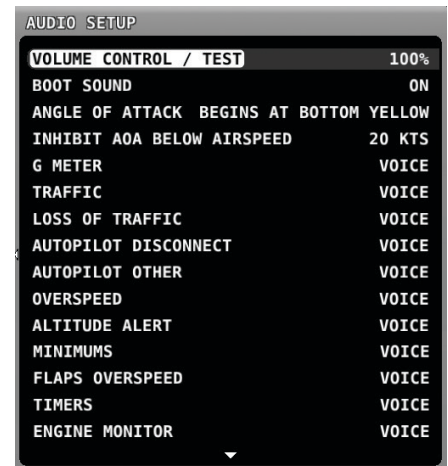 AUDIO SETUP
VOLUME CONTROL / TEST 100%
BOOT SOUND ON
ANGLE OF ATTACK BEGINS AT BOTTOM YELLOW
INHIBIT AOA BELOW AIRSPEED 20 KTS
G METER VOICE
TRAFFIC VOICE
LOSS OF TRAFFIC VOICE
AUTOPILOT DISCONNECT VOICE
AUTOPILOT OTHER VOICE
OVERSPEED VOICE
ALTITUDE ALERT VOICE
MINIMUMS VOICE
FLAPS OVERSPEED VOICE
TIMERS VOICE
ENGINE MONITOR VOICE